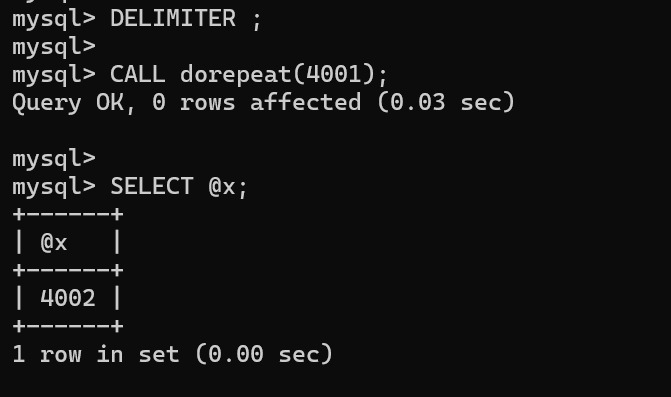 mysql> DELIMITER ;
mysql>
mysql> CALL dorepeat(4001);
Query OK, 0 rows affected (0.03 sec)

mysql>
mysql> SELECT @x;
+------+
| @x   |
+------+
| 4002 |
+------+
1 row in set (0.00 sec)